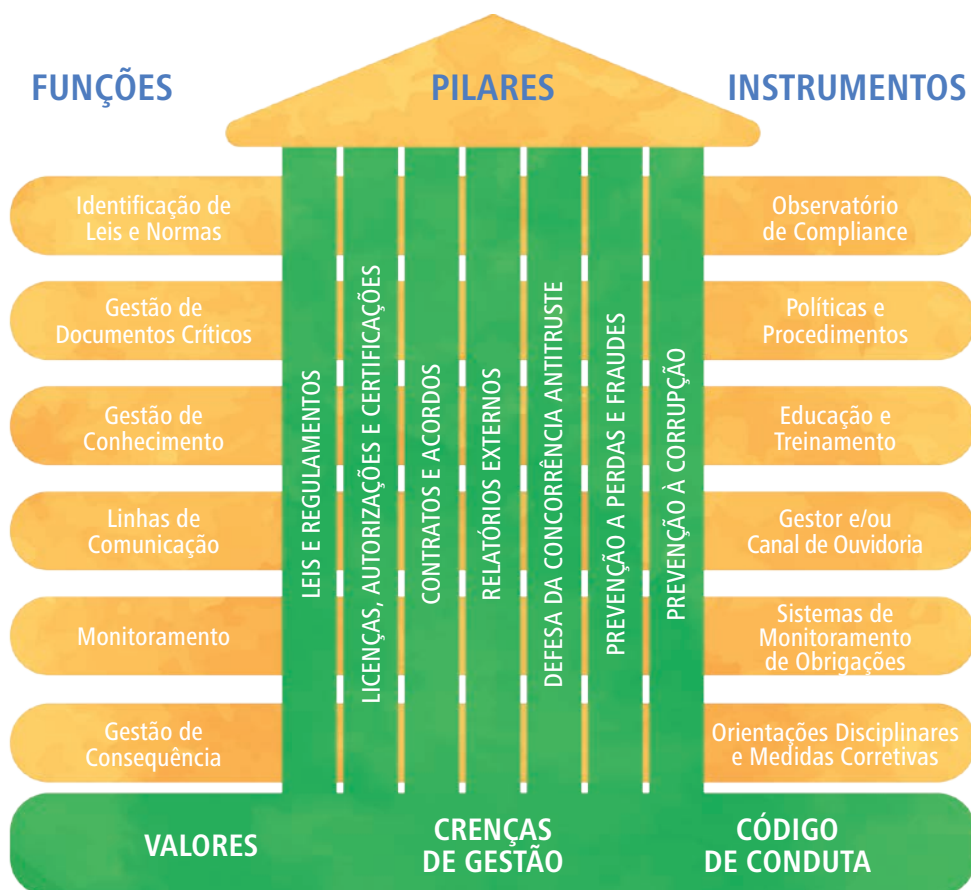 FUNÇÕES
PILARES
INSTRUMENTOS
Identificação de
Leis e Normas
Gestão de
Documentos Críticos
Gestão de
Conhecimento
Linhas de
Comunicação
Monitoramento
Gestão de
Consequência
LEIS E REGULAMENTOS
LICENÇAS, AUTORIZAÇÕES E CERTIFICAÇÕES
CONTRATOS E ACORDOS
RELATÓRIOS EXTERNOS
DEFESA DA CONCORRÊNCIA ANTITRUSTE
PREVENÇÃO A PERDAS E FRAUDES
PREVENÇÃO À CORRUPÇÃO
Observatório
de Compliance
Políticas e
Procedimentos
Educação e
Treinamento
Gestor e/ou
Canal de Ouvidoria
Sistemas de
Monitoramento
de Obrigações
Orientações Disciplinares
e Medidas Corretivas
VALORES
CRENÇAS
DE GESTÃO
CÓDIGO
DE CONDUTA